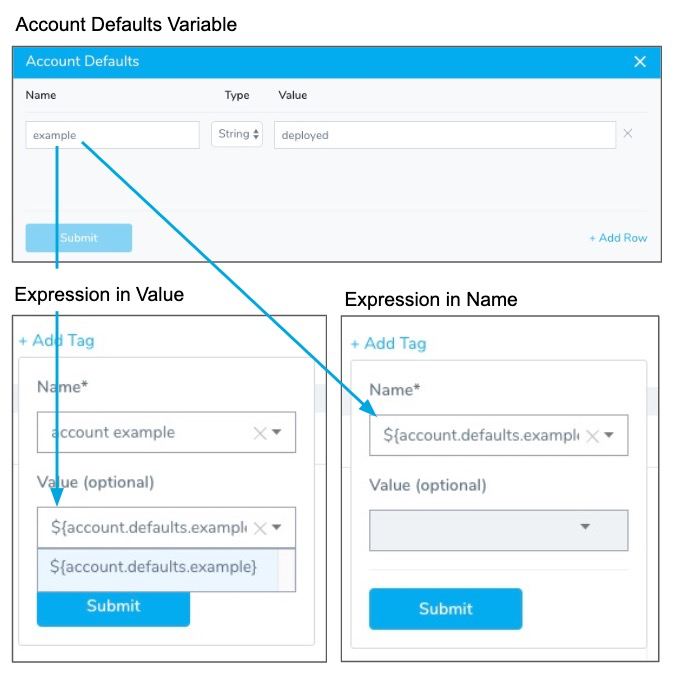 Account Defaults Variable
Account Defaults
Name Type Value
example String deployed
Submit + Add Row
Expression in Value
+ Add Tag
Name*
account example
Value (optional)
${account.defaults.example
${account.defaults.example}
Submit
Expression in Name
+ Add Tag
Name*
${account.defaults.example
Value (optional)
Submit